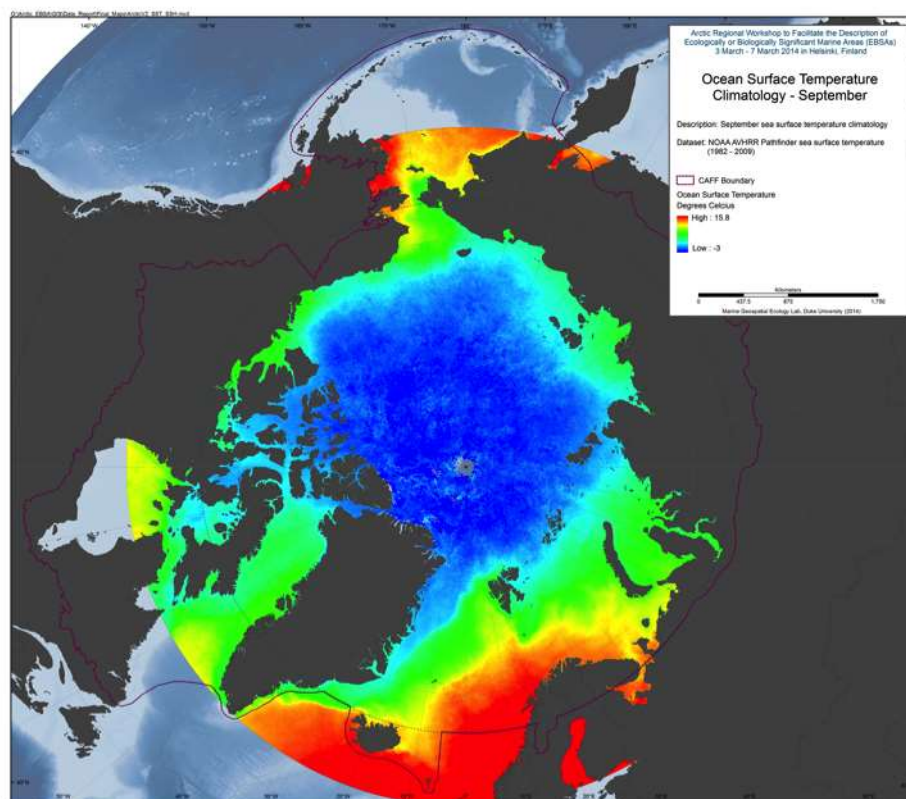 Arctic Regional Workshop to Facilitate the Description of
Ecologically or Biologically Significant Marine Areas (EBSAs)
3 March - 7 March 2014 in Helsinki, Finland
Ocean Surface Temperature
Climatology - September
Description: September sea surface temperature climatology
Dataset: NOAA AVHRR Pathfinder sea surface temperature
(1982 - 2009)
CAFF Boundary
Ocean Surface Temperature
Degrees Celcius
High : 15.8
Low : -3
Kilometers
0 437.5 875 1,750
Marine Geospatial Ecology Lab, Duke University (2014)